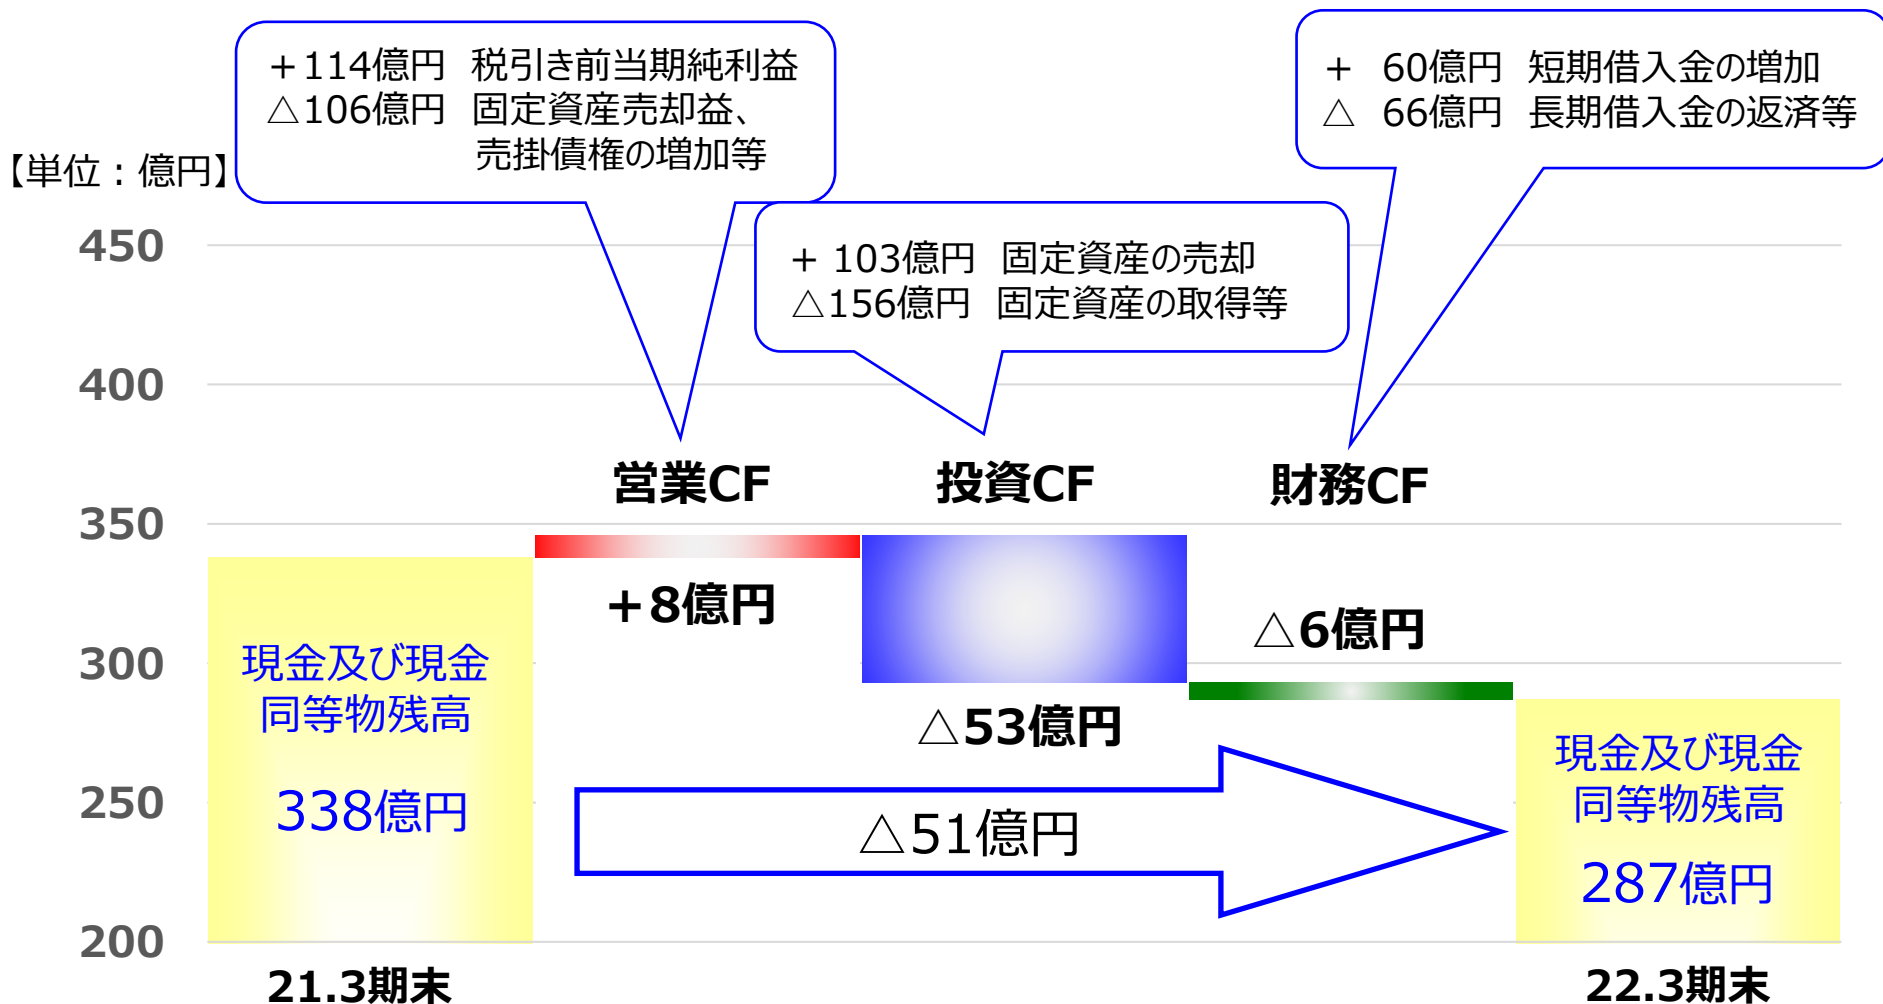 ＋114億円 税引き前当期純利益
△106億円 固定資産売却益、
売掛債権の増加等
+ 60億円 短期借入金の増加
△ 66億円 長期借入金の返済等
【単位：億円】
+ 103億円 固定資産の売却
△156億円 固定資産の取得等
450
400
350
300
250
200
営業CF
投資CF
財務CF
＋8億円
△53億円
△6億円
現金及び現金
同等物残高
338億円
△51億円
現金及び現金
同等物残高
287億円
21.3期末
22.3期末